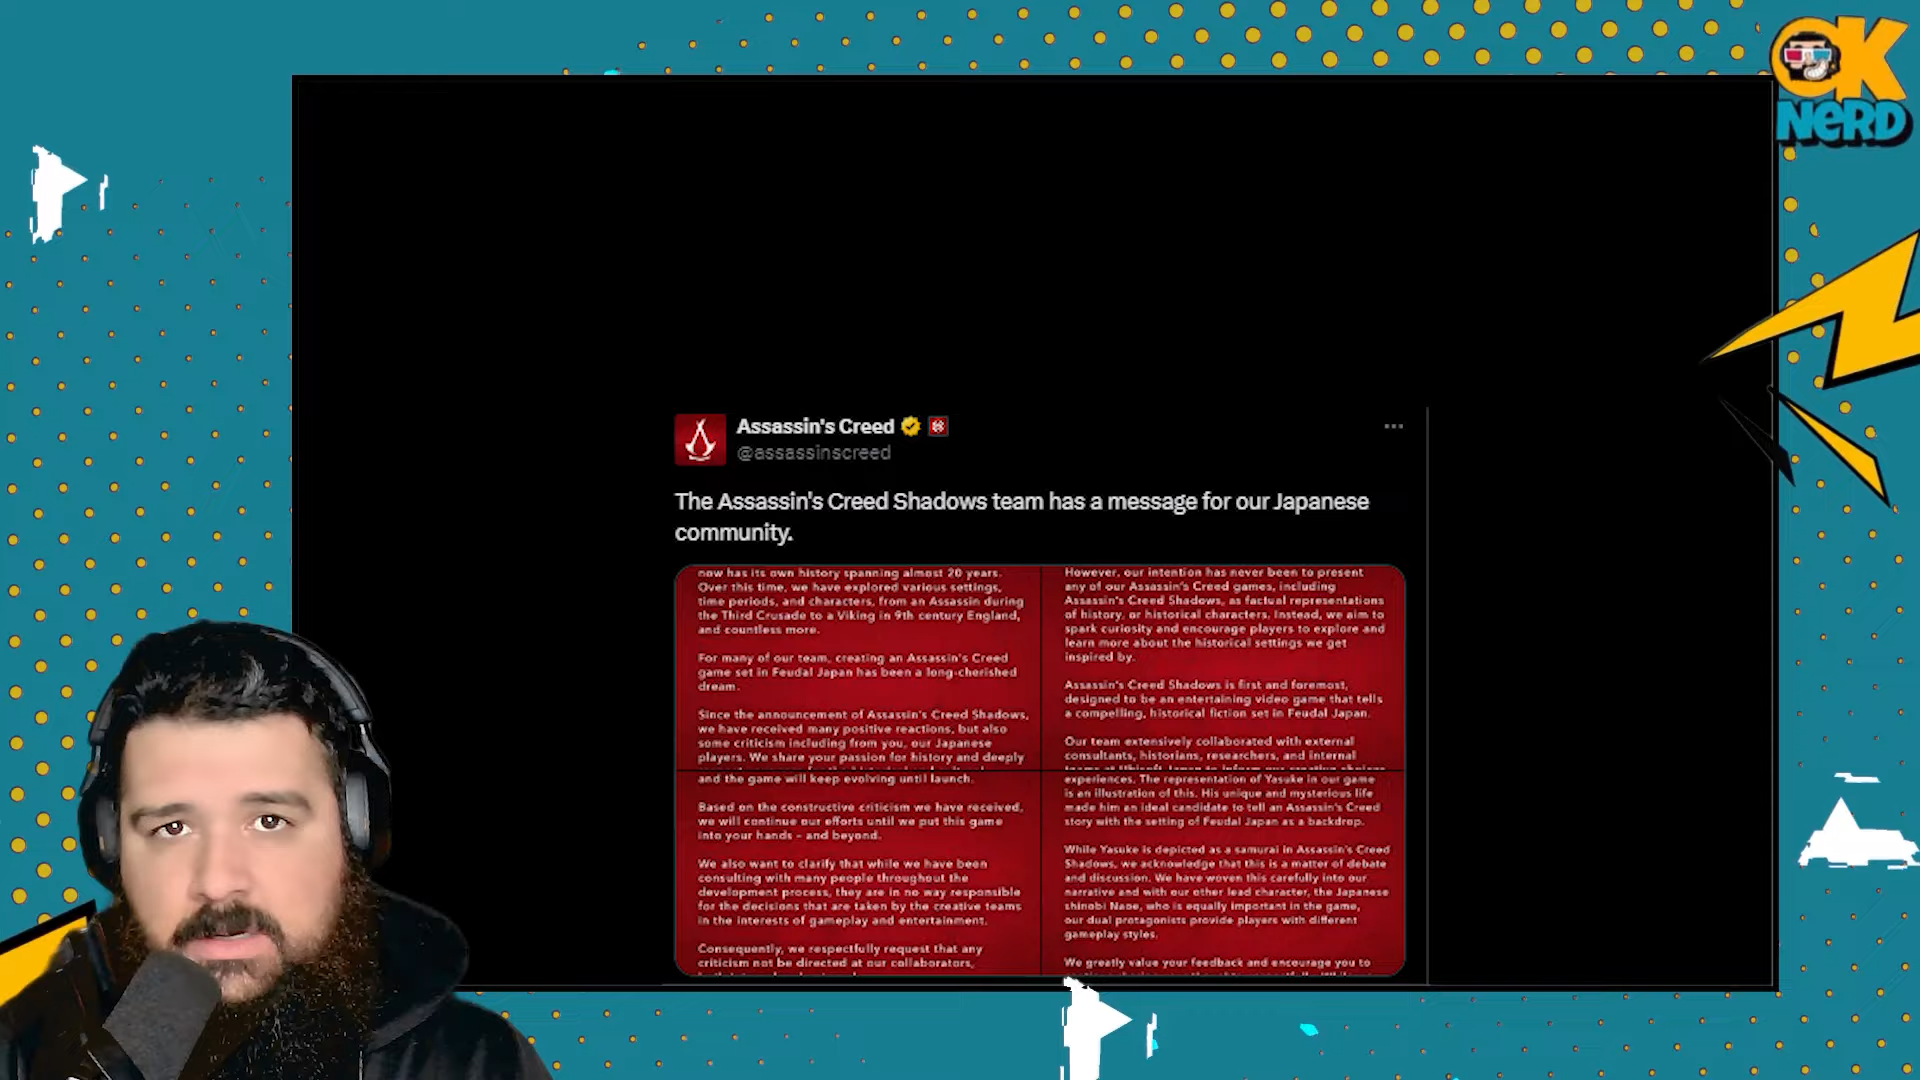 OK
NeRD
Assassin's Creed
@assassinscreed
The Assassin's Creed Shadows team has a message for our Japanese
community.
now has its own history spanning almost 20 years.
Over this time, we have explored various settings,
time periods, and characters, from an Assassin during
the Third Crusade to a Viking in 9th century England,
and countless more.
For many of our team, creating an Assassin's Creed
game set in Feudal Japan has been a long-cherished
dream.
Since the announcement of Assassin's Creed Shadows,
we have received many positive reactions, but also
some criticism including from you, our Japanese
players. We share your passion for history and deeply
However, our intention has never been to present
any of our Assassin's Creed games, including
Assassin's Creed Shadows, as factual representations
of history, or historical characters. Instead, we aim to
spark curiosity and encourage players to explore and
learn more about the historical settings we get
inspired by.
Assassin's Creed Shadows is first and foremost,
designed to be an entertaining video game that tells
a compelling, historical fiction set in Feudal Japan.
Our team extensively collaborated with external
consultants, historians, researchers, and internal
and the game will keep evolving until launch.
Based on the constructive criticism we have received,
we will continue our efforts until we put this game
into your hands – and beyond.
We also want to clarify that while we have been
consulting with many people throughout the
development process, they are in no way responsible
for the decisions that are taken by the creative teams
in the interests of gameplay and entertainment.
Consequently, we respectfully request that any
criticism not be directed at our collaborators,
experiences. The representation of Yasuke in our game
is an illustration of this. His unique and mysterious life
made him an ideal candidate to tell an Assassin's Creed
story with the setting of Feudal Japan as a backdrop.
While Yasuke is depicted as a samurai in Assassin's Creed
Shadows, we acknowledge that this is a matter of debate
and discussion. We have woven this carefully into our
narrative and with our other lead character, the Japanese
shinobi Naoe, who is equally important in the game,
our dual protagonists provide players with different
gameplay styles.
We greatly value your feedback and encourage you to